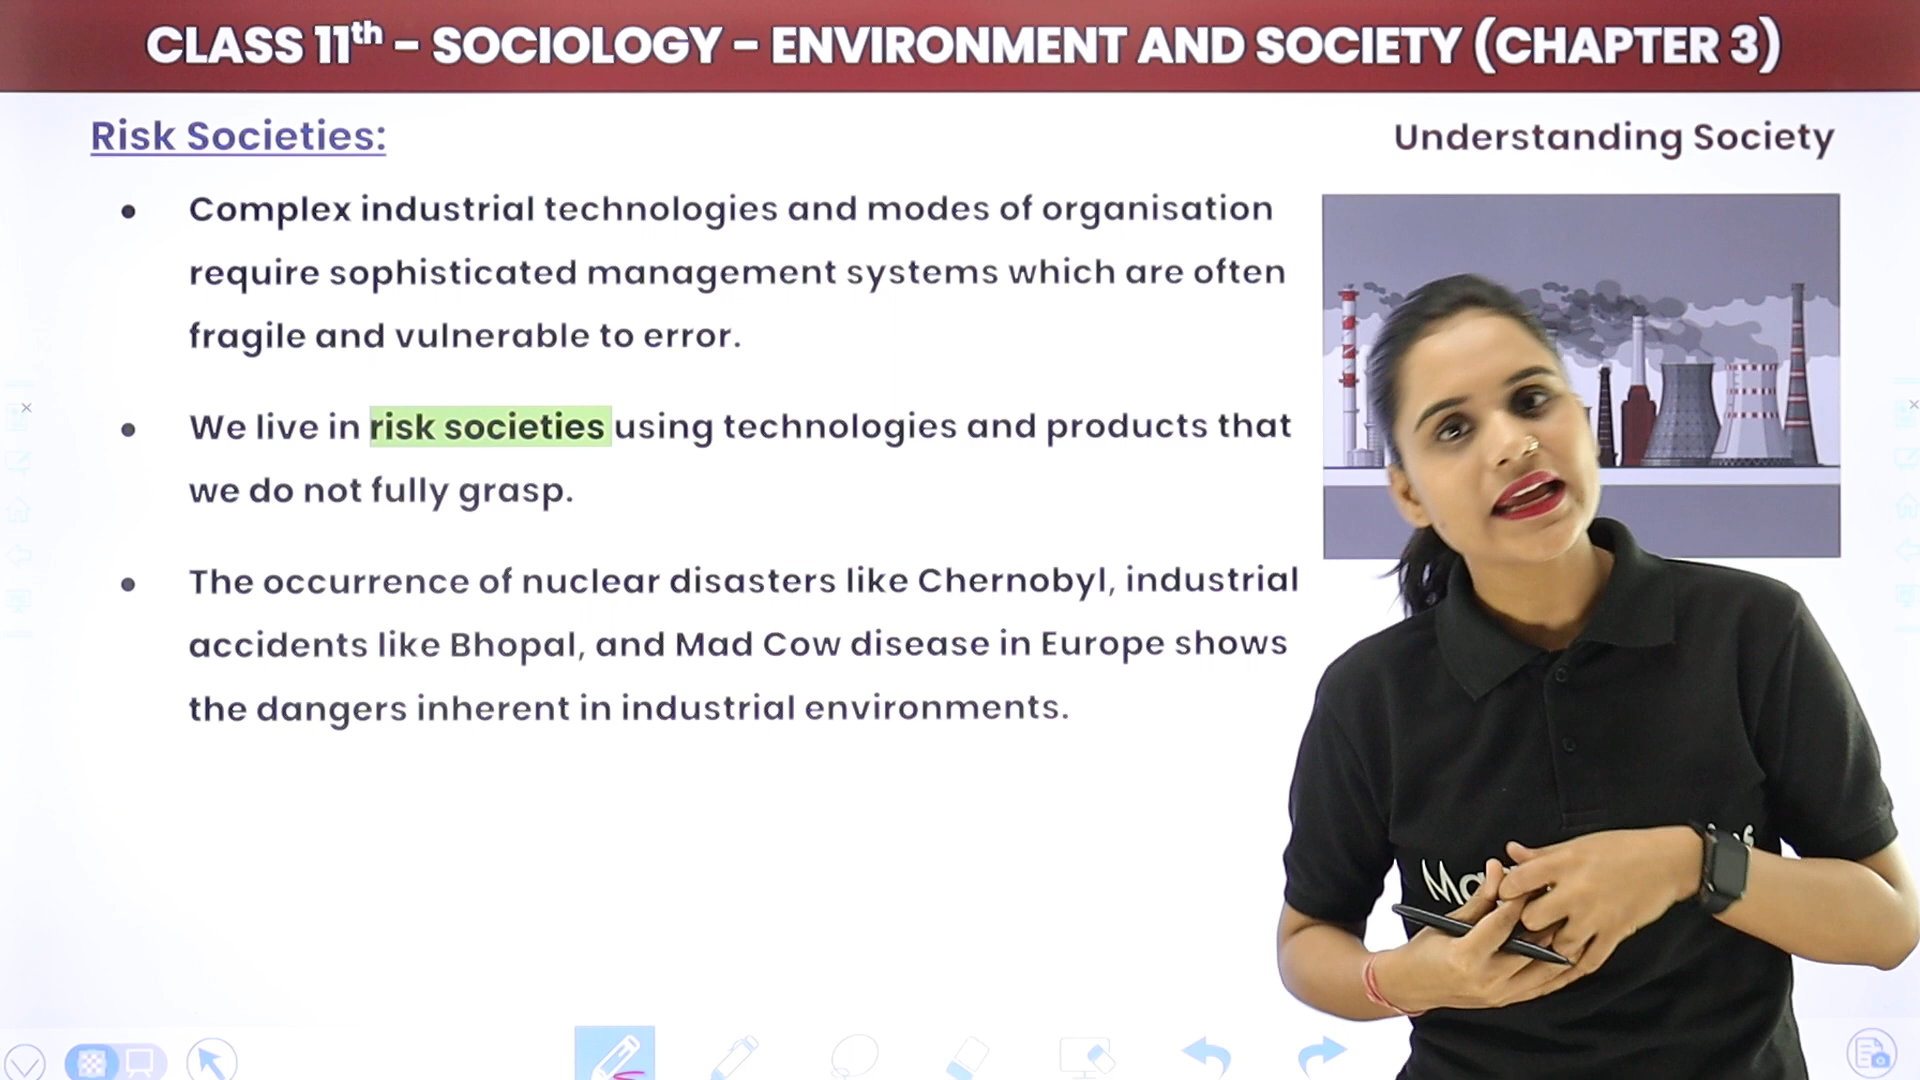 CLASS 11th – SOCIOLOGY – ENVIRONMENT AND SOCIETY (CHAPTER 3)
Risk Societies:
Understanding Society
• Complex industrial technologies and modes of organisation
require sophisticated management systems which are often
fragile and vulnerable to error.
• We live in risk societies using technologies and products that
we do not fully grasp.
• The occurrence of nuclear disasters like Chernobyl, industrial
accidents like Bhopal, and Mad Cow disease in Europe shows
the dangers inherent in industrial environments.